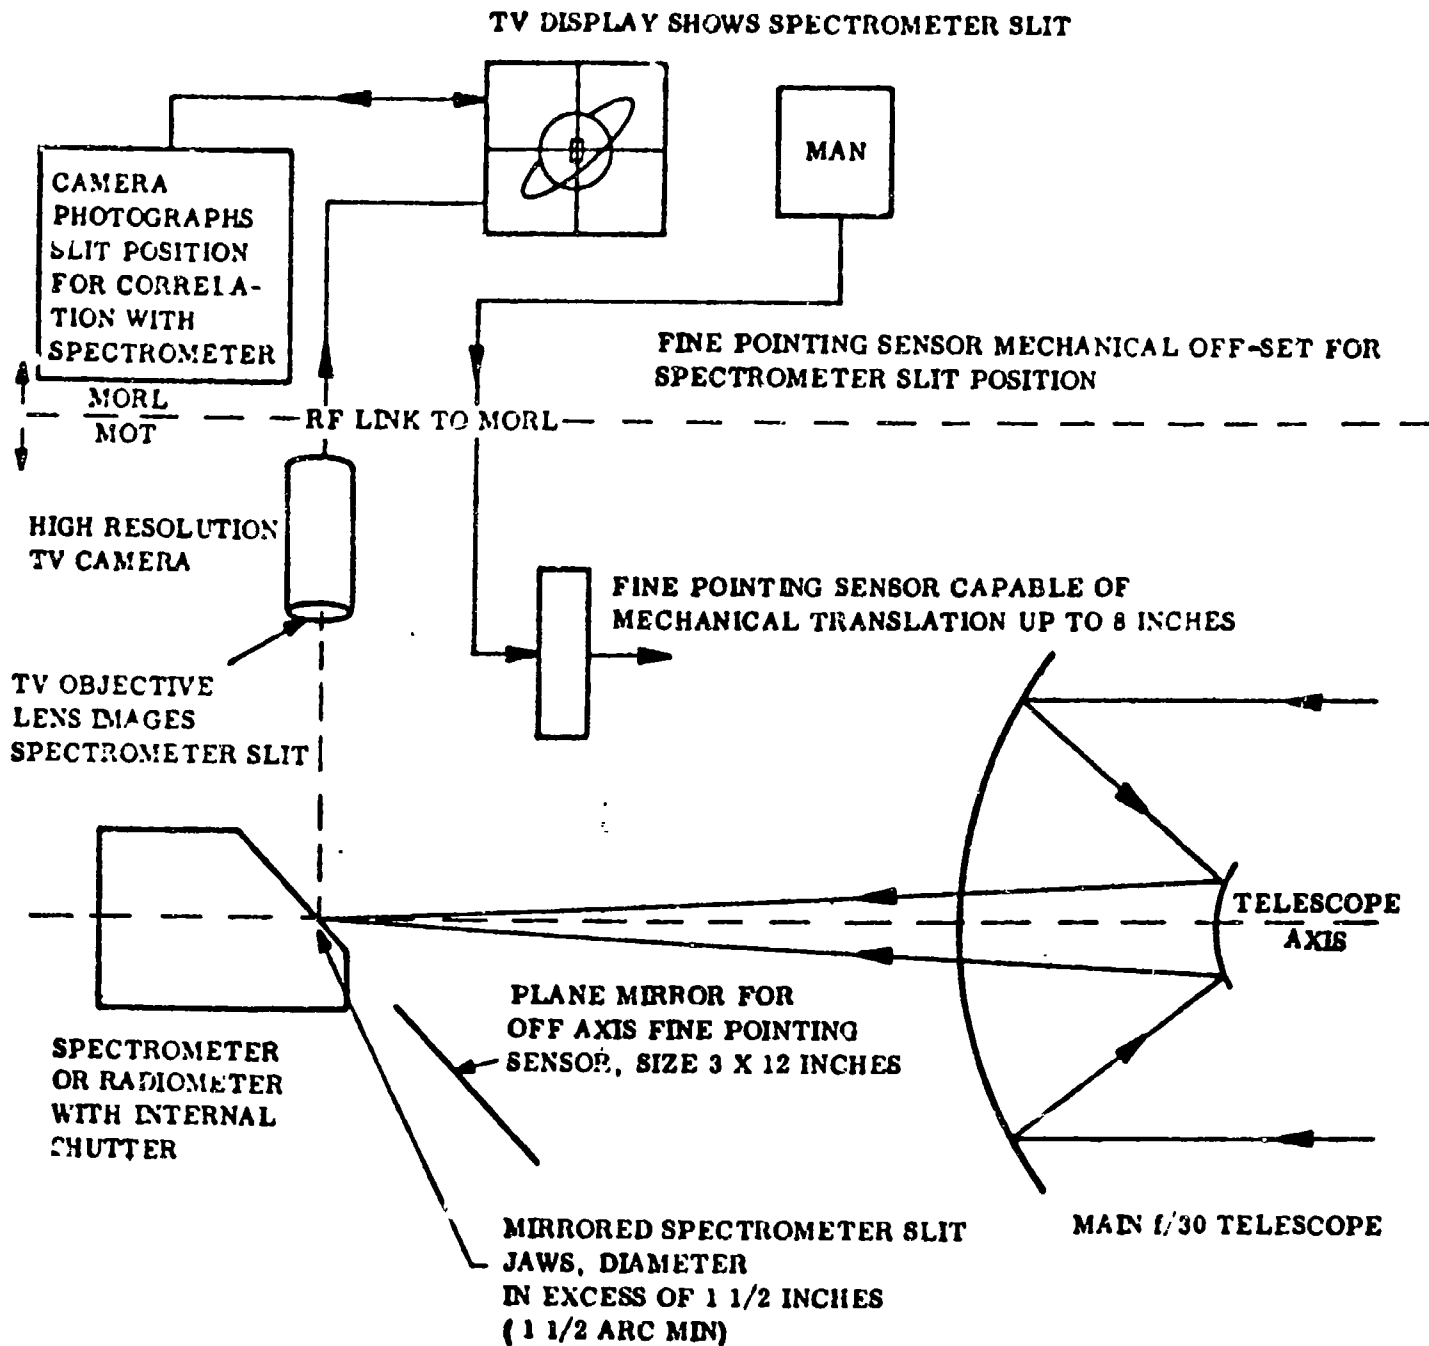 TV DISPLAY SHOWS SPECTROMETER SLIT
MAN
CAMERA
PHOTOGRAPHS
SLIT POSITION
FOR CORRELA-
TION WITH
SPECTROMETER
FINE POINTING SENSOR MECHANICAL OFF-SET FOR
SPECTROMETER SLIT POSITION
MORL
MOT
RF LINK TO MORL
HIGH RESOLUTION
TV CAMERA
FINE POINTING SENSOR CAPABLE OF
MECHANICAL TRANSLATION UP TO 8 INCHES
TV OBJECTIVE
LENS IMAGES
SPECTROMETER SLIT
TELESCOPE
AXIS
PLANE MIRROR FOR
OFF AXIS FINE POINTING
SENSOR, SIZE 3 X 12 INCHES
SPECTROMETER
OR RADIOMETER
WITH INTERNAL
SHUTTER
MIRRORED SPECTROMETER SLIT
JAWS, DIAMETER
IN EXCESS OF 1 1/2 INCHES
( 1 1/2 ARC MIN)
MAIN f/30 TELESCOPE